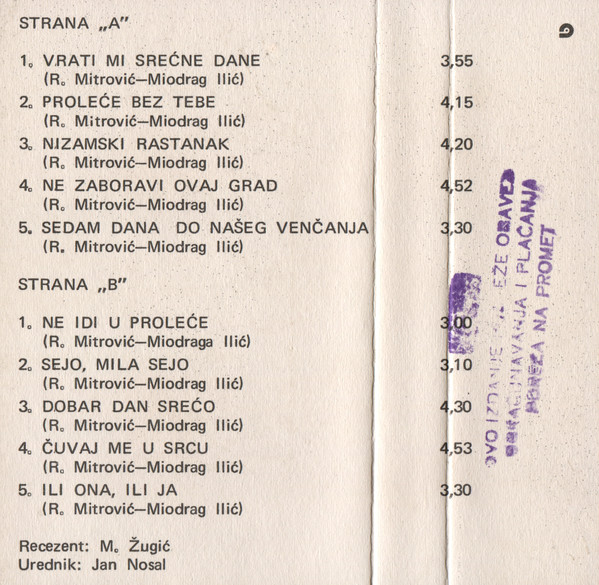 STRANA „A”
1. VRATI MI SREĆNE DANE 3,55
(R. Mitrović—Miodrag Ilić)
2. PROLEĆE BEZ TEBE 4,15
(R. Mitrović—Miodrag Ilić)
3. NIZAMSKI RASTANAK 4,20
(R. Mitrović—Miodrag Ilić)
4. NE ZABORAVI OVAJ GRAD 4,52
(R. Mitrović—Miodrag Ilić)
5. SEDAM DANA DO NAŠEG VENČANJA 3,30
(R. Mitrović—Miodrag Ilić)
STRANA „B”
1. NE IDI U PROLEĆE 3,00
(R. Mitrović—Miodraga Ilić)
2. SEJO, MILA SEJO 3,10
(R. Mitrović—Miodrag Ilić)
3. DOBAR DAN SREĆO 4,30
(R. Mitrović—Miodrag Ilić)
4. ČUVAJ ME U SRCU 4,53
(R. Mitrović—Miodrag Ilić)
5. ILI ONA, ILI JA 3,30
(R. Mitrović—Miodrag Ilić)
Recezent: M. Žugić
Urednik: Jan Nosal
OVO IZDANJE
I PLAĆANJA
POREZA NA PROMET